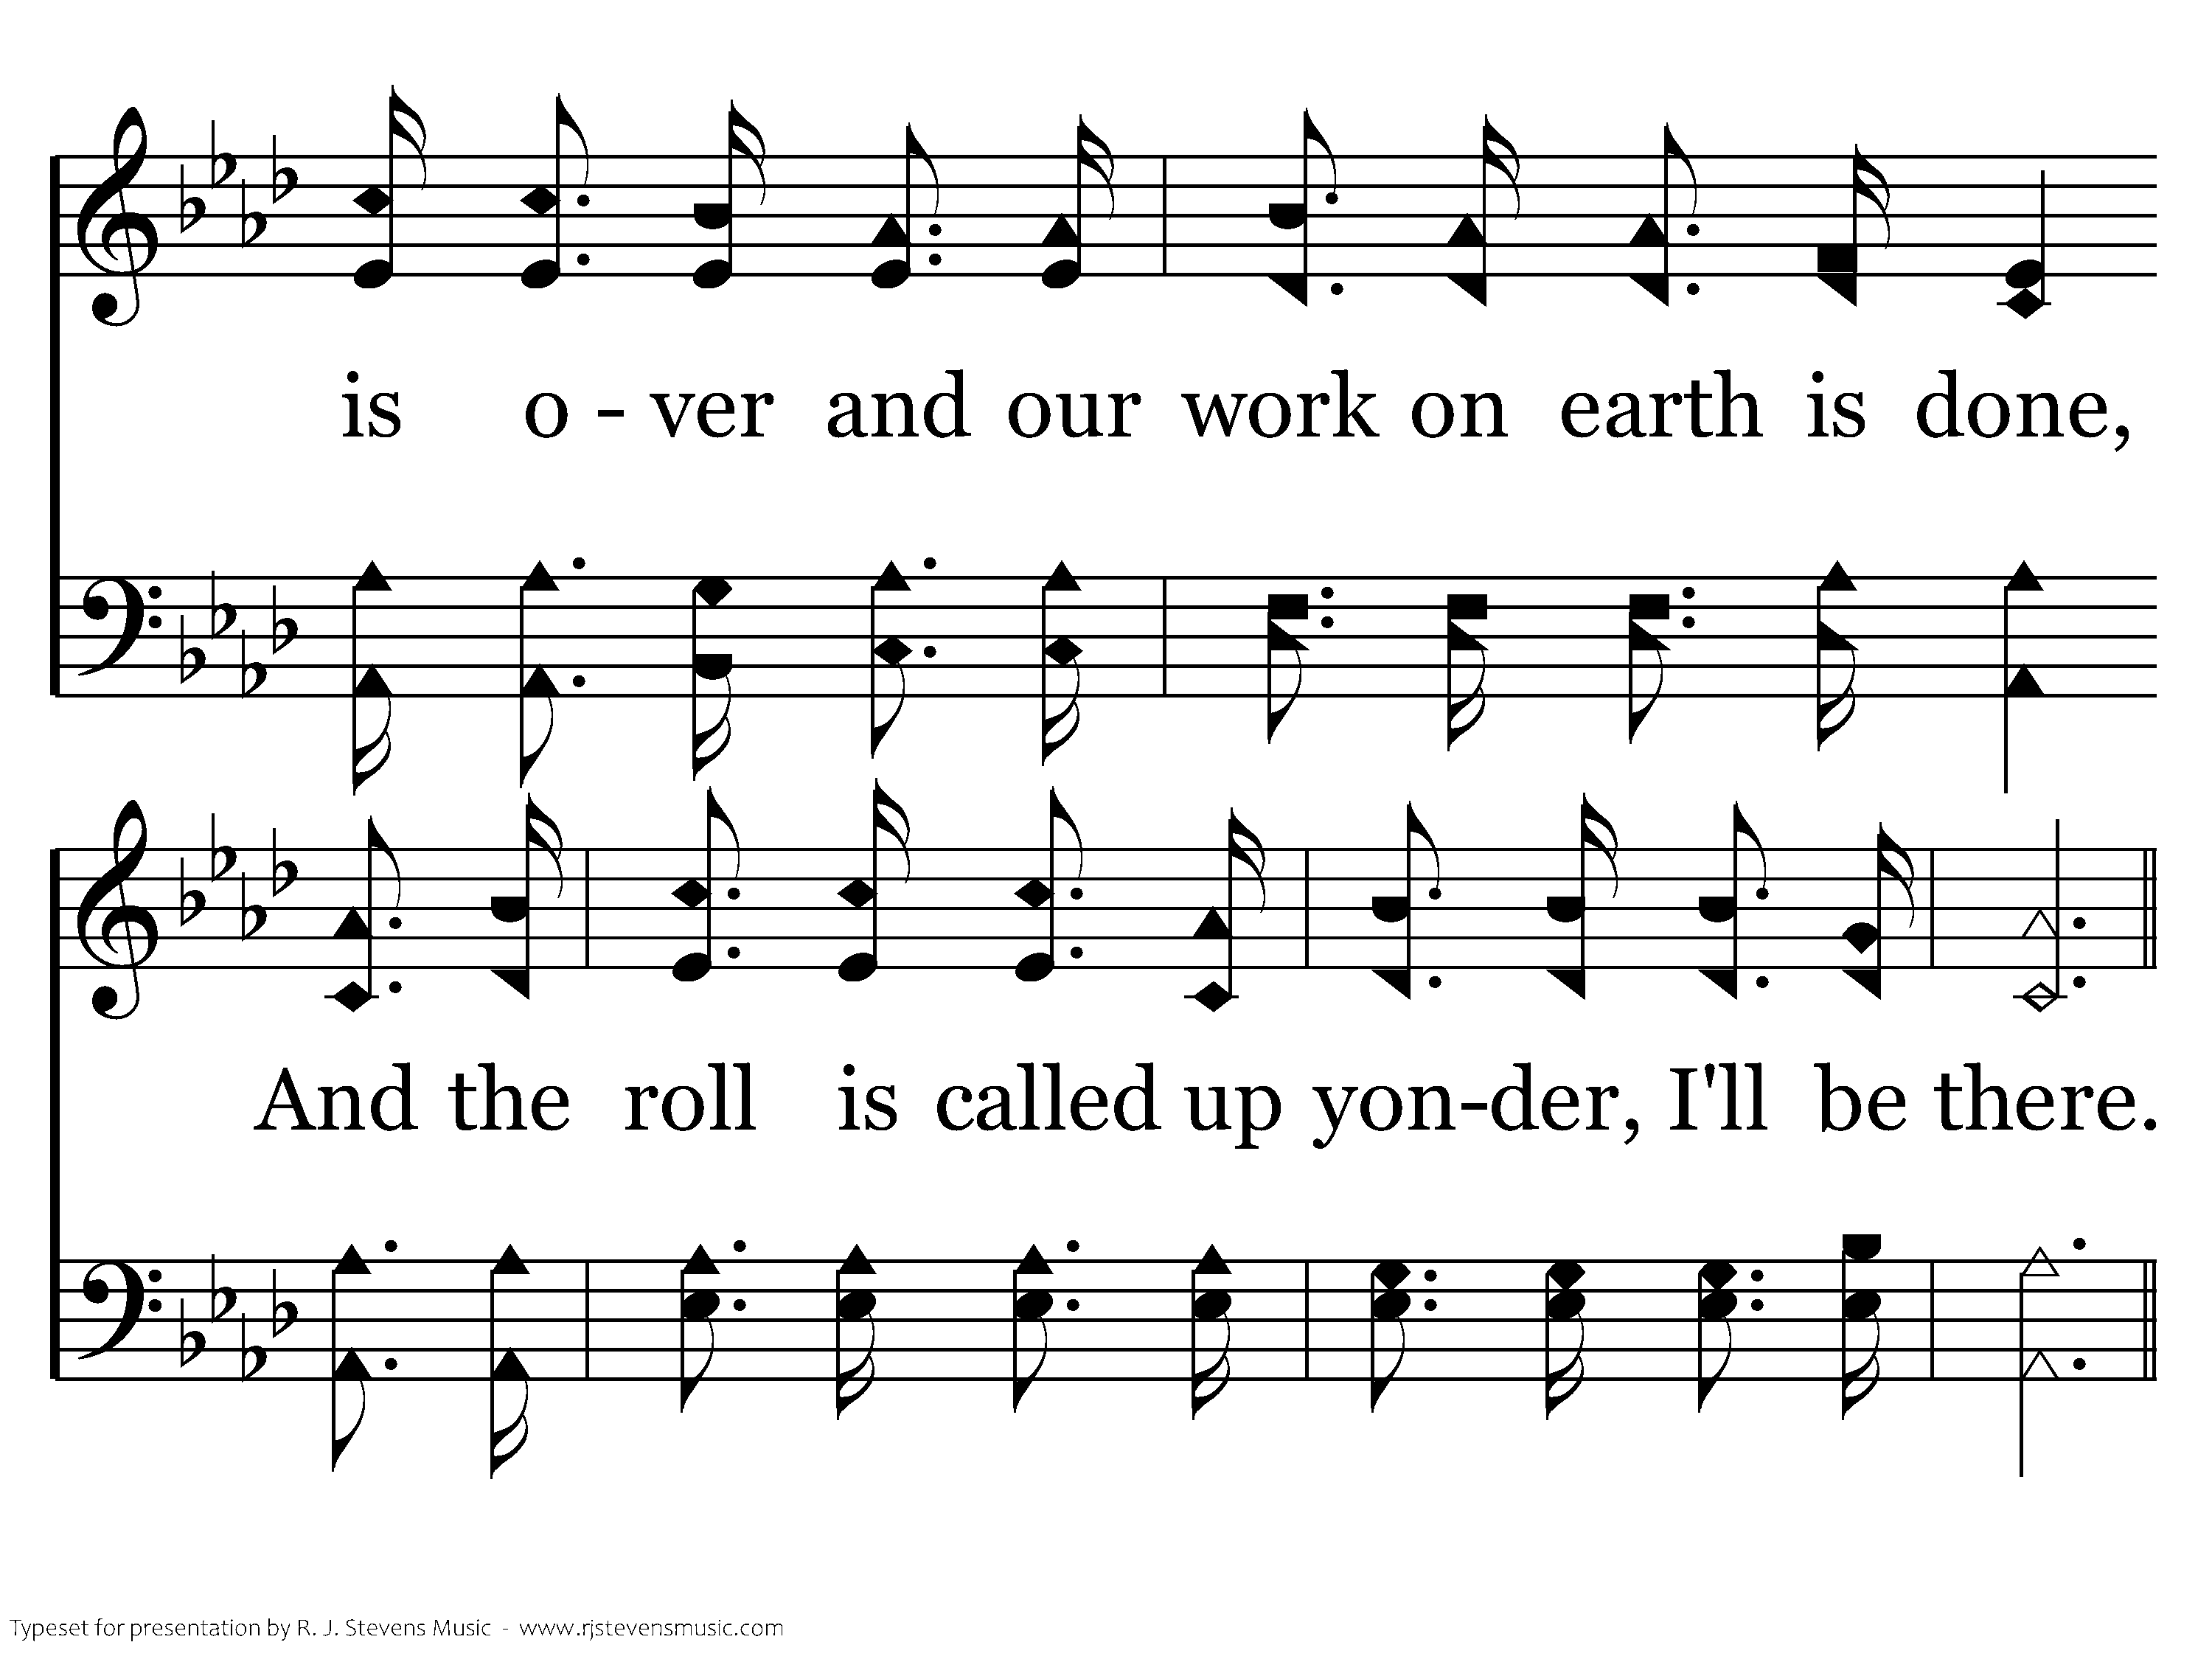 is o - ver and our work on earth is done,
And the roll is called up yon-der, I'll be there.
Typeset for presentation by R. J. Stevens Music - www.rjstevensmusic.com